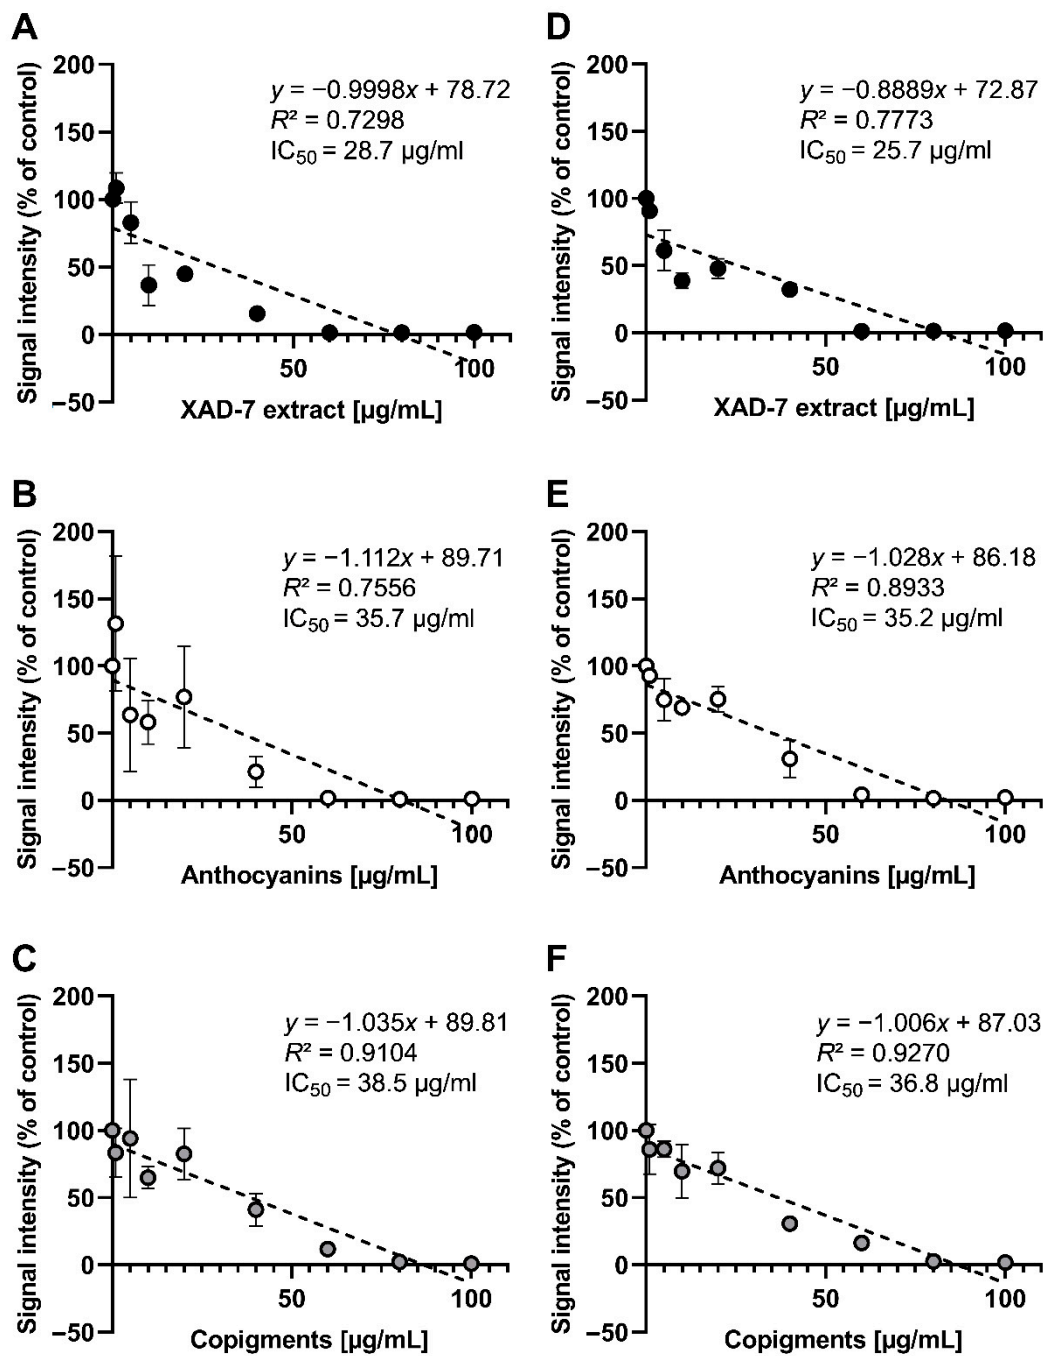 A
Signal intensity (% of control)
200
150
100
50
0
−50
y = −0.9998x + 78.72
R² = 0.7298
IC50 = 28.7 µg/ml
50
100
XAD-7 extract [µg/mL]
D
Signal intensity (% of control)
200
150
100
50
0
−50
y = −0.8889x + 72.87
R² = 0.7773
IC50 = 25.7 µg/ml
50
100
XAD-7 extract [µg/mL]
B
Signal intensity (% of control)
200
150
100
50
0
−50
y = −1.112x + 89.71
R² = 0.7556
IC50 = 35.7 µg/ml
50
100
Anthocyanins [µg/mL]
E
Signal intensity (% of control)
200
150
100
50
0
−50
y = −1.028x + 86.18
R² = 0.8933
IC50 = 35.2 µg/ml
50
100
Anthocyanins [µg/mL]
C
Signal intensity (% of control)
200
150
100
50
0
−50
y = −1.035x + 89.81
R² = 0.9104
IC50 = 38.5 µg/ml
50
100
Copigments [µg/mL]
F
Signal intensity (% of control)
200
150
100
50
0
−50
y = −1.006x + 87.03
R² = 0.9270
IC50 = 36.8 µg/ml
50
100
Copigments [µg/mL]